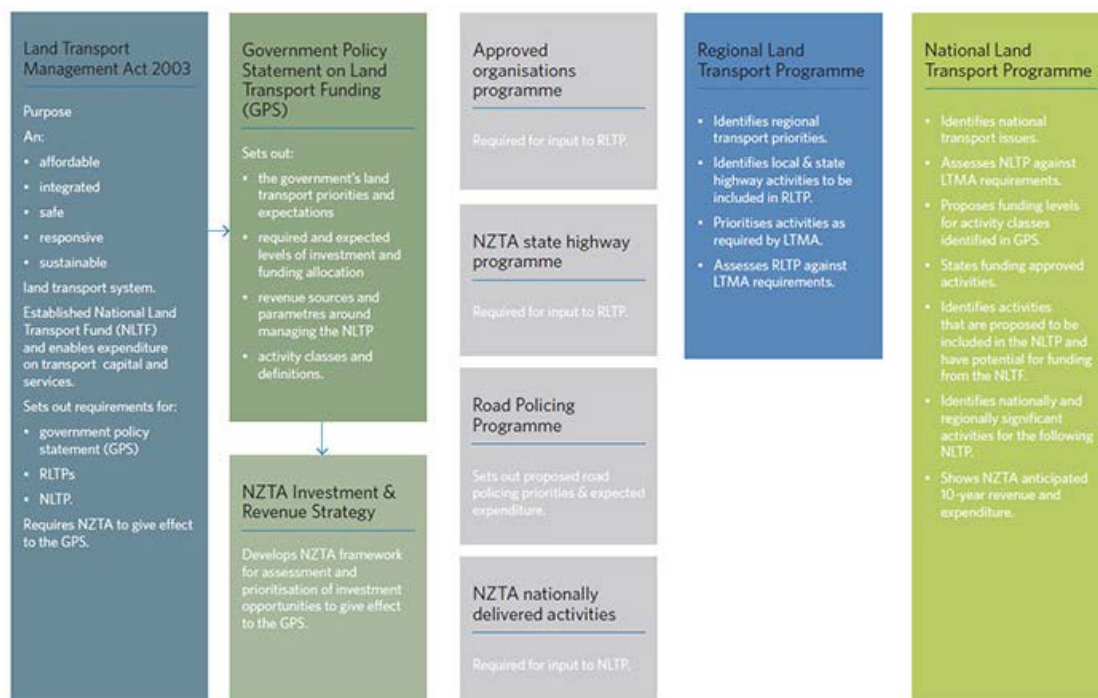 Land Transport
Management Act 2003
Purpose
An:
• affordable
• integrated
• safe
• responsive
• sustainable
land transport system.
Established National Land
Transport Fund (NLTF)
and enables expenditure
on transport capital and
services.
Sets out requirements for:
• government policy
statement (GPS)
• RLTPs
• NLTP.
Requires NZTA to give effect
to the GPS.
Government Policy
Statement on Land
Transport Funding
(GPS)
Sets out:
• the government's land
transport priorities and
expectations
• required and expected
levels of investment and
funding allocation
• revenue sources and
parametres around
managing the NLTP
• activity classes and
definitions.
NZTA Investment &
Revenue Strategy
Develops NZTA framework
for assessment and
prioritisation of investment
opportunities to give effect
to the GPS.
Approved
organisations
programme
Required for input to RLTP.
NZTA state highway
programme
Required for input to RLTP.
Road Policing
Programme
Sets out proposed road
policing priorities & expected
expenditure.
NZTA nationally
delivered activities
Required for input to NLTP.
Regional Land
Transport Programme
• Identifies regional
transport priorities.
• Identifies local & state
highway activities to be
included in RLTP.
• Prioritises activities as
required by LTMA.
• Assesses RLTP against
LTMA requirements.
National Land
Transport Programme
• Identifies national
transport issues.
• Assesses NLTP against
LTMA requirements.
• Proposes funding levels
for activity classes
identified in GPS.
• States funding approved
activities.
• Identifies activities
that are proposed to be
included in the NLTP and
have potential for funding
from the NLTF.
• Identifies nationally and
regionally significant
activities for the following
NLTP.
• Shows NZTA anticipated
10-year revenue and
expenditure.